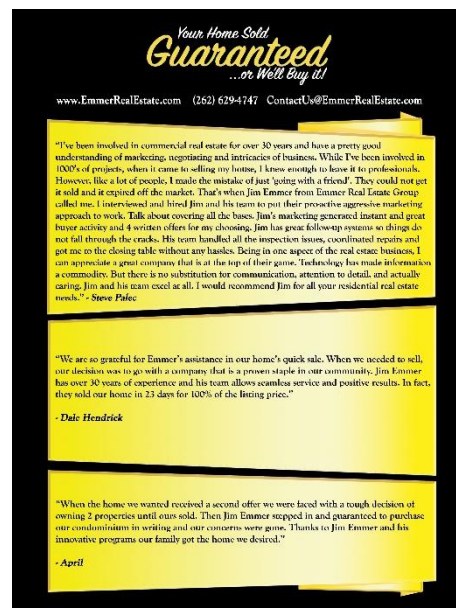 Your Home Sold
Guaranteed
...or We'll Buy it!
www.EmmerRealEstate.com (262) 629-4747 ContactUs@EmmerRealEstate.com
"I've been involved in commercial real estate for over 30 years and have a pretty good
understanding of marketing, negotiating and intricacies of business. While I've been involved in
1000's of projects, when it came to selling my house, I knew enough to leave it to professionals.
However, like a lot of people, I made the mistake of just 'going with a friend'. They could not get
it sold and it expired off the market. That's when Jim Emmer from Emmer Real Estate Group
called me. I interviewed and hired Jim and his team to put their pro-active aggressive marketing
approach to work. Talk about covering all the bases. Jim's marketing generated instant and great
buyer activity and 4 written offers for my choosing. Jim has great follow-up systems so things do
not fall through the cracks. His team handled all the inspection issues, coordinated repairs and
got me to the closing table without any hassles. Being in one aspect of the real estate business, I
can appreciate a great company that is at the top of their game. Technology has made information
a commodity. But there is no substitution for communication, attention to detail, and actually
caring. Jim and his team excel at all. I would recommend Jim for all your residential real estate
needs." - Steve Palec
"We are so grateful for Emmer's assistance in our home's quick sale. When we needed to sell,
our decision was to go with a company that is a proven staple in our community. Jim Emmer
has over 30 years of experience and his team allows seamless service and positive results. In fact,
they sold our home in 23 days for 100% of the listing price."
- Dale Hendrick
"When the home we wanted received a second offer we were faced with a tough decision of
owning 2 properties until ours sold. Then Jim Emmer stepped in and guaranteed to purchase
our condominium in writing and our concerns were gone. Thanks to Jim Emmer and his
innovative programs our family got the home we desired."
- April